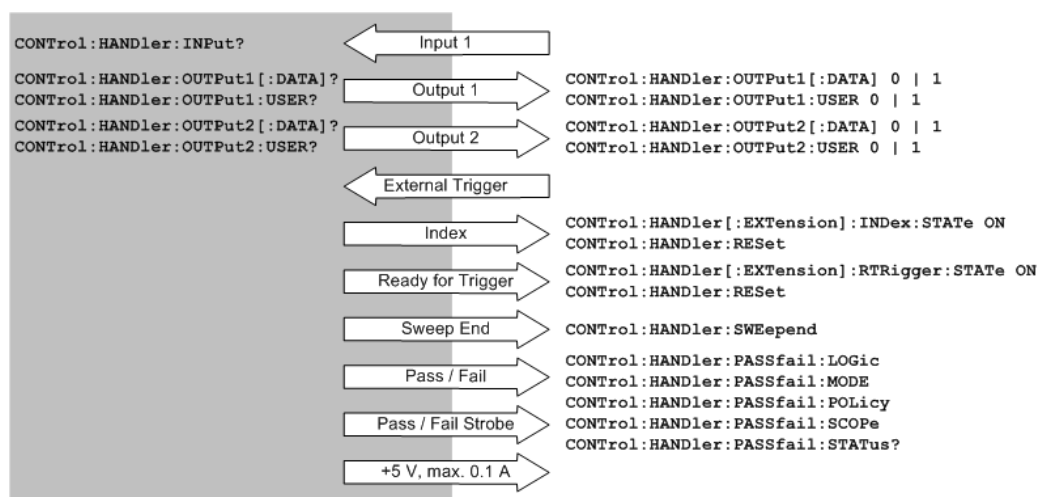 CONTrol:HANDler:INPut? Input 1
CONTrol:HANDler:OUTPut1[:DATA]? Output 1 CONTrol:HANDler:OUTPut1[:DATA] 0 | 1
CONTrol:HANDler:OUTPut1:USER? CONTrol:HANDler:OUTPut1:USER 0 | 1
CONTrol:HANDler:OUTPut2[:DATA]? Output 2 CONTrol:HANDler:OUTPut2[:DATA] 0 | 1
CONTrol:HANDler:OUTPut2:USER? CONTrol:HANDler:OUTPut2:USER 0 | 1
External Trigger
Index CONTrol:HANDler[:EXTension]:INDex:STATe ON
CONTrol:HANDler:RESet
Ready for Trigger CONTrol:HANDler[:EXTension]:RTRigger:STATe ON
CONTrol:HANDler:RESet
Sweep End CONTrol:HANDler:SWEepend
Pass / Fail CONTrol:HANDler:PASSfail:LOGic
CONTrol:HANDler:PASSfail:MODE
CONTrol:HANDler:PASSfail:POLicy
Pass / Fail Strobe CONTrol:HANDler:PASSfail:SCOPe
CONTrol:HANDler:PASSfail:STATus?
+5 V, max. 0.1 A